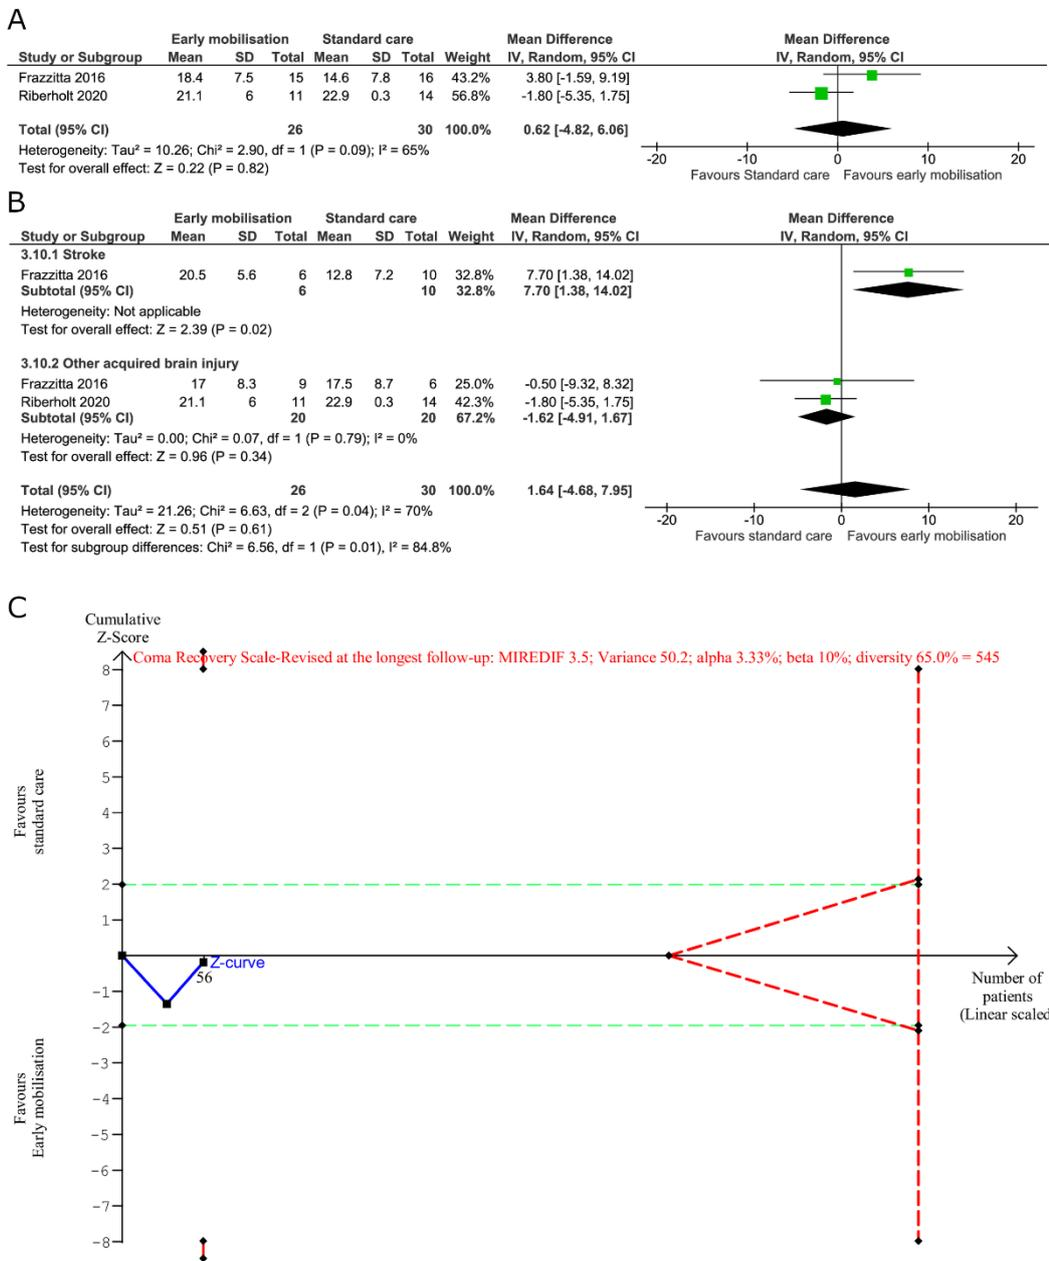 A
Early mobilisation Standard care Mean Difference Mean Difference
Study or Subgroup Mean SD Total Mean SD Total Weight IV, Random, 95% CI IV, Random, 95% CI
Frazzitta 2016 18.4 7.5 15 14.6 7.8 16 43.2% 3.80 [-1.59, 9.19]
Riberholt 2020 21.1 6 11 22.9 0.3 14 56.8% -1.80 [-5.35, 1.75]
Total (95% CI) 26 30 100.0% 0.62 [-4.82, 6.06]
Heterogeneity: Tau² = 10.26; Chi² = 2.90, df = 1 (P = 0.09); I² = 65%
Test for overall effect: Z = 0.22 (P = 0.82)
-20 -10 0 10 20
Favours Standard care Favours early mobilisation
B
Early mobilisation Standard care Mean Difference Mean Difference
Study or Subgroup Mean SD Total Mean SD Total Weight IV, Random, 95% CI IV, Random, 95% CI
3.10.1 Stroke
Frazzitta 2016 20.5 5.6 6 12.8 7.2 10 32.8% 7.70 [1.38, 14.02]
Subtotal (95% CI) 6 10 32.8% 7.70 [1.38, 14.02]
Heterogeneity: Not applicable
Test for overall effect: Z = 2.39 (P = 0.02)
3.10.2 Other acquired brain injury
Frazzitta 2016 17 8.3 9 17.5 8.7 6 25.0% -0.50 [-9.32, 8.32]
Riberholt 2020 21.1 6 11 22.9 0.3 14 42.3% -1.80 [-5.35, 1.75]
Subtotal (95% CI) 20 20 67.2% -1.62 [-4.91, 1.67]
Heterogeneity: Tau² = 0.00; Chi² = 0.07, df = 1 (P = 0.79); I² = 0%
Test for overall effect: Z = 0.96 (P = 0.34)
Total (95% CI) 26 30 100.0% 1.64 [-4.68, 7.95]
Heterogeneity: Tau² = 21.26; Chi² = 6.63, df = 2 (P = 0.04); I² = 70%
Test for overall effect: Z = 0.51 (P = 0.61)
Test for subgroup differences: Chi² = 6.56, df = 1 (P = 0.01), I² = 84.8%
-20 -10 0 10 20
Favours standard care Favours early mobilisation
C
Cumulative
Z-Score
Coma Recovery Scale-Revised at the longest follow-up: MIREDIF 3.5; Variance 50.2; alpha 3.33%; beta 10%; diversity 65.0% = 545
8
7
6
5
4
3
2
1
-1
-2
-3
-4
-5
-6
-7
-8
Favours
standard care
Favours
Early mobilisation
Z-curve
56
Number of
patients
(Linear scaled